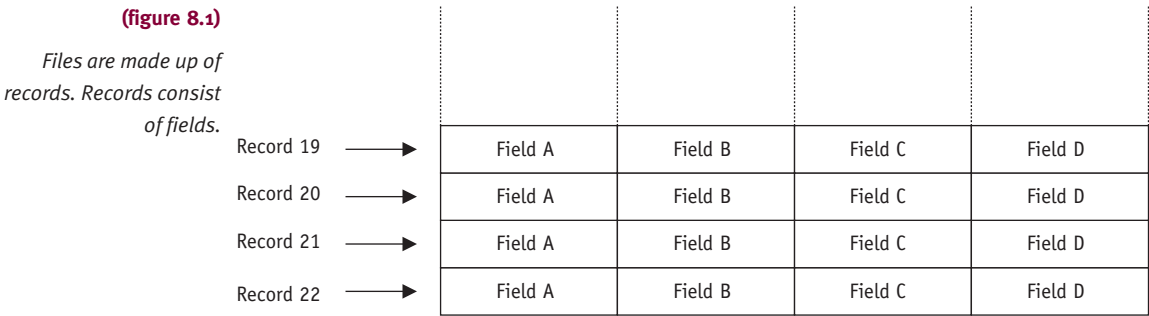 (figure 8.1)
Files are made up of
records. Records consist
of fields.
Record 19 Field A Field B Field C Field D
Record 20 Field A Field B Field C Field D
Record 21 Field A Field B Field C Field D
Record 22 Field A Field B Field C Field D